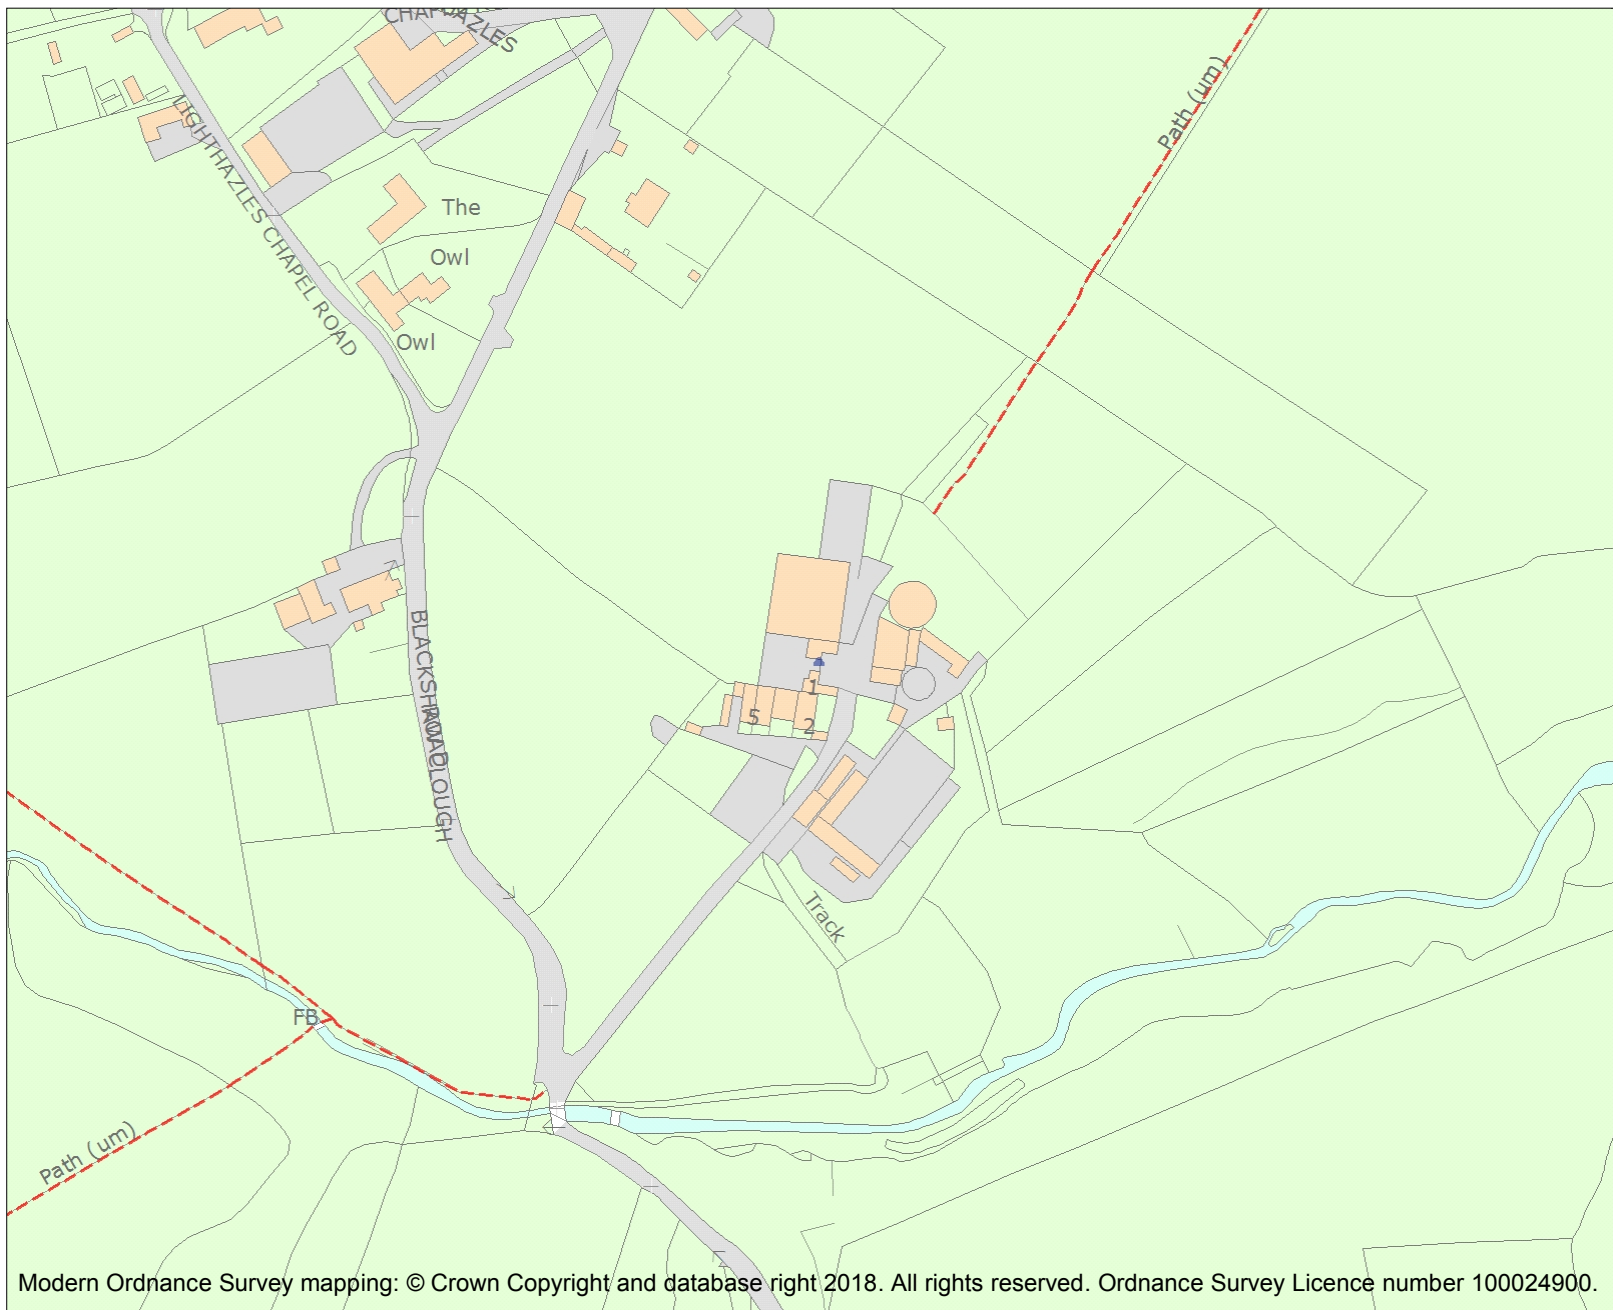 LIGHTHAZLES CHAPEL ROAD
Path (um)
The
Owl
Owl
BLACKSHAW CLOUGH
ROAD
1
5
2
Track
FB
Path (um)
Modern Ordnance Survey mapping: © Crown Copyright and database right 2018. All rights reserved. Ordnance Survey Licence number 100024900.